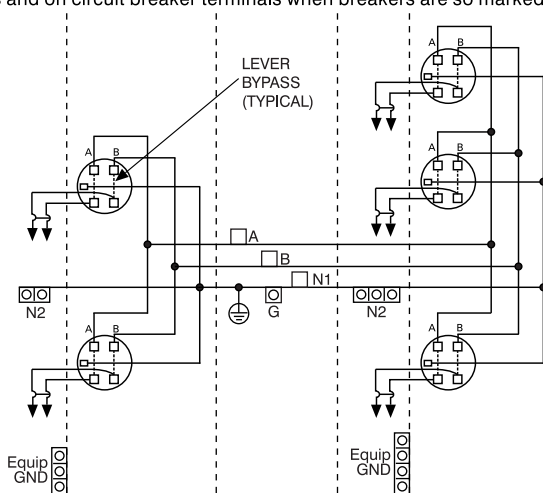 s and on circuit breaker terminals when breakers are so marked
LEVER
BYPASS
(TYPICAL)
A B
A B
A B
A B
A B
A
B
N1
G
N2
N2
Equip
GND
Equip
GND